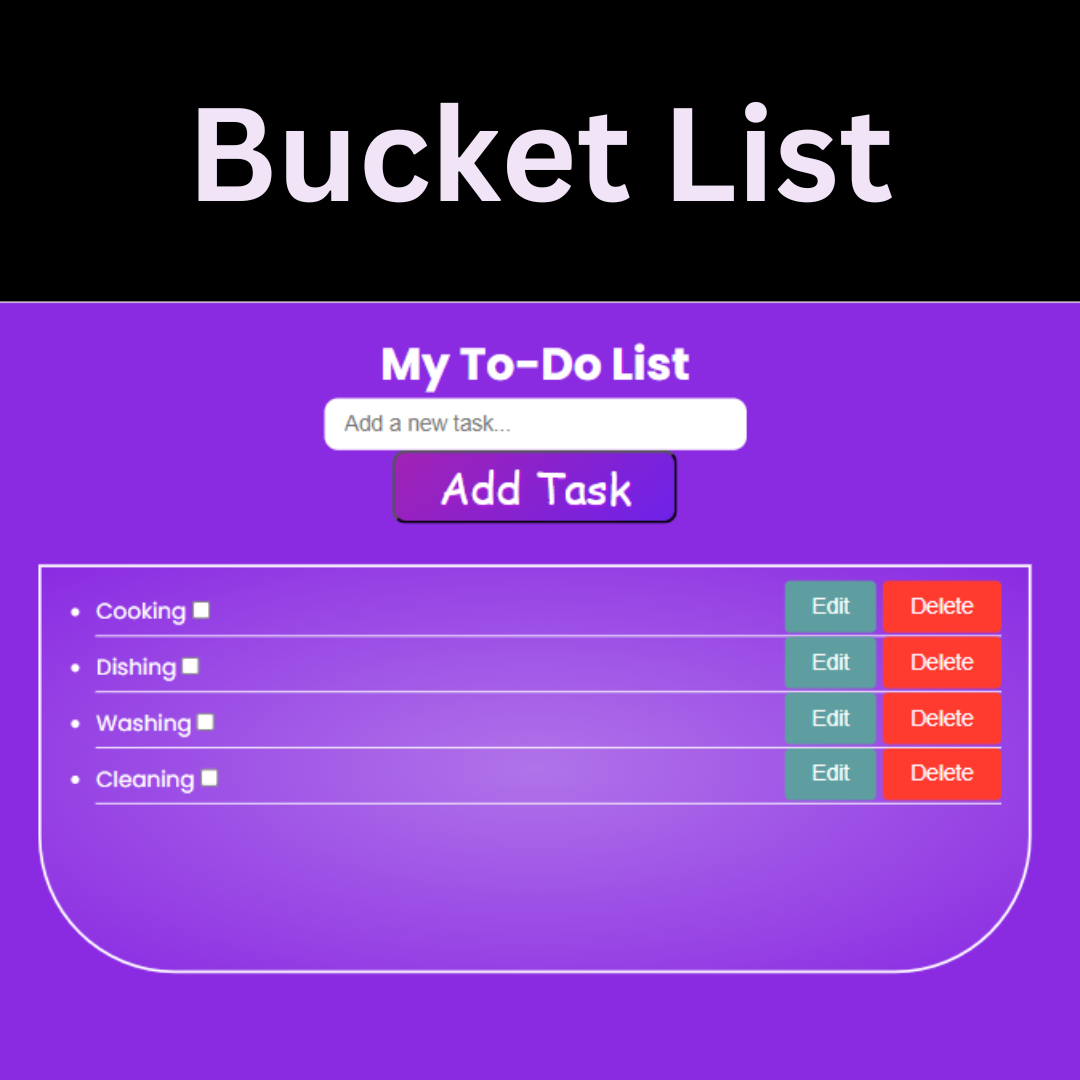 Bucket List
My To-Do List
Add a new task...
Add Task
Cooking Edit Delete
Dishing Edit Delete
Washing Edit Delete
Cleaning Edit Delete